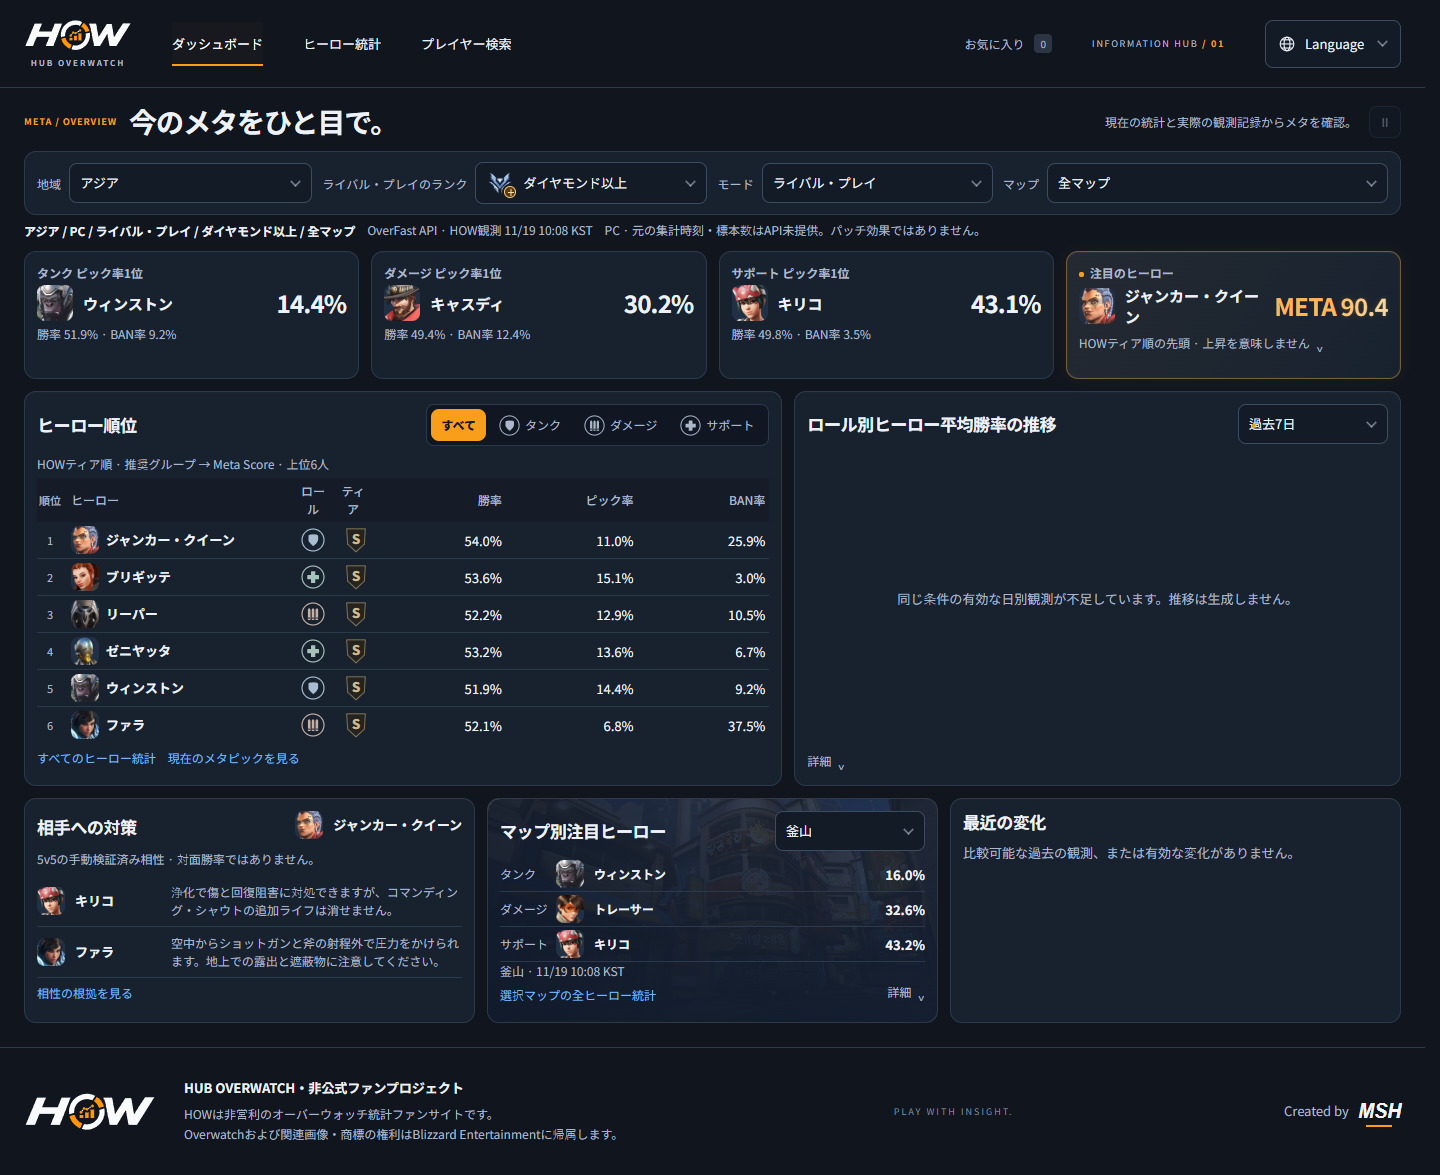 HOW
HUB OVERWATCH
ダッシュボード
ヒーロー統計
プレイヤー検索
お気に入り 0
INFORMATION HUB / 01
Language
META / OVERVIEW
今のメタをひと目で。
現在の統計と実際の観測記録からメタを確認。
地域
アジア
ライバル・プレイのランク
ダイヤモンド以上
モード
ライバル・プレイ
マップ
全マップ
アジア / PC / ライバル・プレイ / ダイヤモンド以上 / 全マップ
OverFast API · HOW観測 11/19 10:08 KST
PC · 元の集計時刻・標本数はAPI未提供。パッチ効果ではありません。
タンク ピック率1位
ウィンストン
14.4%
勝率 51.9% · BAN率 9.2%
ダメージ ピック率1位
キャスディ
30.2%
勝率 49.4% · BAN率 12.4%
サポート ピック率1位
キリコ
43.1%
勝率 49.8% · BAN率 3.5%
注目のヒーロー
ジャンカー・クイー
ン
META 90.4
HOWティア順の先頭 · 上昇を意味しません
ヒーロー順位
すべて
タンク
ダメージ
サポート
HOWティア順 · 推奨グループ → Meta Score · 上位6人
順位 ヒーロー ロー ティ 勝率 ピック率 BAN率
ル ア
1 ジャンカー・クイーン S 54.0% 11.0% 25.9%
2 ブリギッテ S 53.6% 15.1% 3.0%
3 リーパー S 52.2% 12.9% 10.5%
4 ゼニヤッタ S 53.2% 13.6% 6.7%
5 ウィンストン S 51.9% 14.4% 9.2%
6 ファラ S 52.1% 6.8% 37.5%
すべてのヒーロー統計
現在のメタピックを見る
ロール別ヒーロー平均勝率の推移
過去7日
同じ条件の有効な日別観測が不足しています。推移は生成しません。
詳細
相手への対策
ジャンカー・クイーン
5v5の手動検証済み相性 · 対面勝率ではありません。
キリコ
浄化で傷と回復阻害に対処できますが、コマンディン
グ・シャウトの追加ライフは消せません。
ファラ
空中からショットガンと斧の射程外で圧力をかけられ
ます。地上での露出と遮蔽物に注意してください。
相性の根拠を見る
マップ別注目ヒーロー
釜山
タンク ウィンストン 16.0%
ダメージ トレーサー 32.6%
サポート キリコ 43.2%
釜山 · 11/19 10:08 KST
選択マップの全ヒーロー統計
詳細
最近の変化
比較可能な過去の観測、または有効な変化がありません。
HOW
HUB OVERWATCH • 非公式ファンプロジェクト
HOWは非営利のオーバーウォッチ統計ファンサイトです。
Overwatchおよび関連画像・商標の権利はBlizzard Entertainmentに帰属します。
PLAY WITH INSIGHT.
Created by MSH